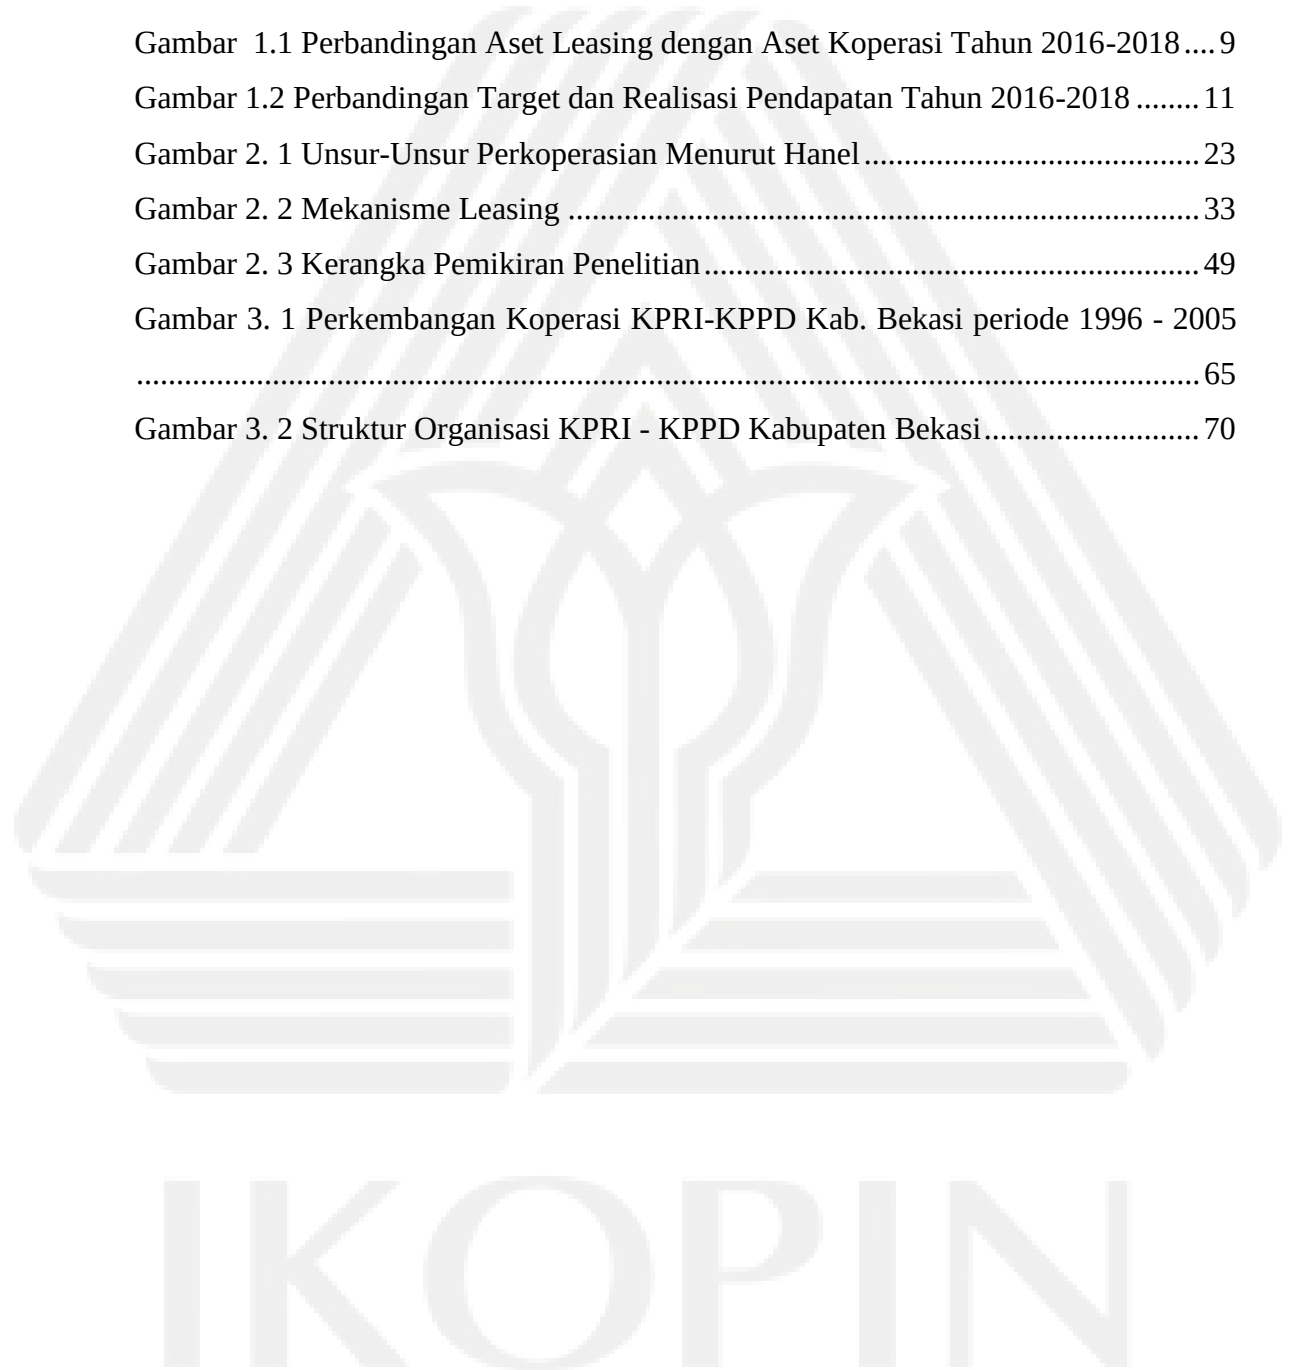 Gambar  1.1 Perbandingan Aset Leasing dengan Aset Koperasi Tahun 2016-2018 .... 9
Gambar 1.2 Perbandingan Target dan Realisasi Pendapatan Tahun 2016-2018 ........ 11
Gambar 2. 1 Unsur-Unsur Perkoperasian Menurut Hanel .......................................... 23
Gambar 2. 2 Mekanisme Leasing ............................................................................... 33
Gambar 2. 3 Kerangka Pemikiran Penelitian .............................................................. 49
Gambar 3. 1 Perkembangan Koperasi KPRI-KPPD Kab. Bekasi periode 1996 - 2005
..................................................................................................................................... 65
Gambar 3. 2 Struktur Organisasi KPRI - KPPD Kabupaten Bekasi ........................... 70
IKOPIN